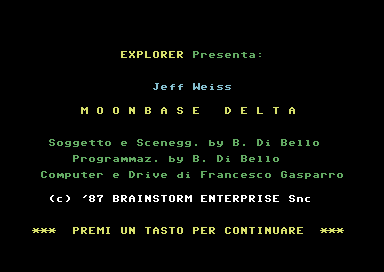 EXPLORER Presenta:
Jeff Weiss
M O O N B A S E  D E L T A
Soggetto e Scenegg. by B. Di Bello
Programmaz. by B. Di Bello
Computer e Drive di Francesco Gasparro
(c) '87 BRAINSTORM ENTERPRISE Snc
*** PREMI UN TASTO PER CONTINUARE ***